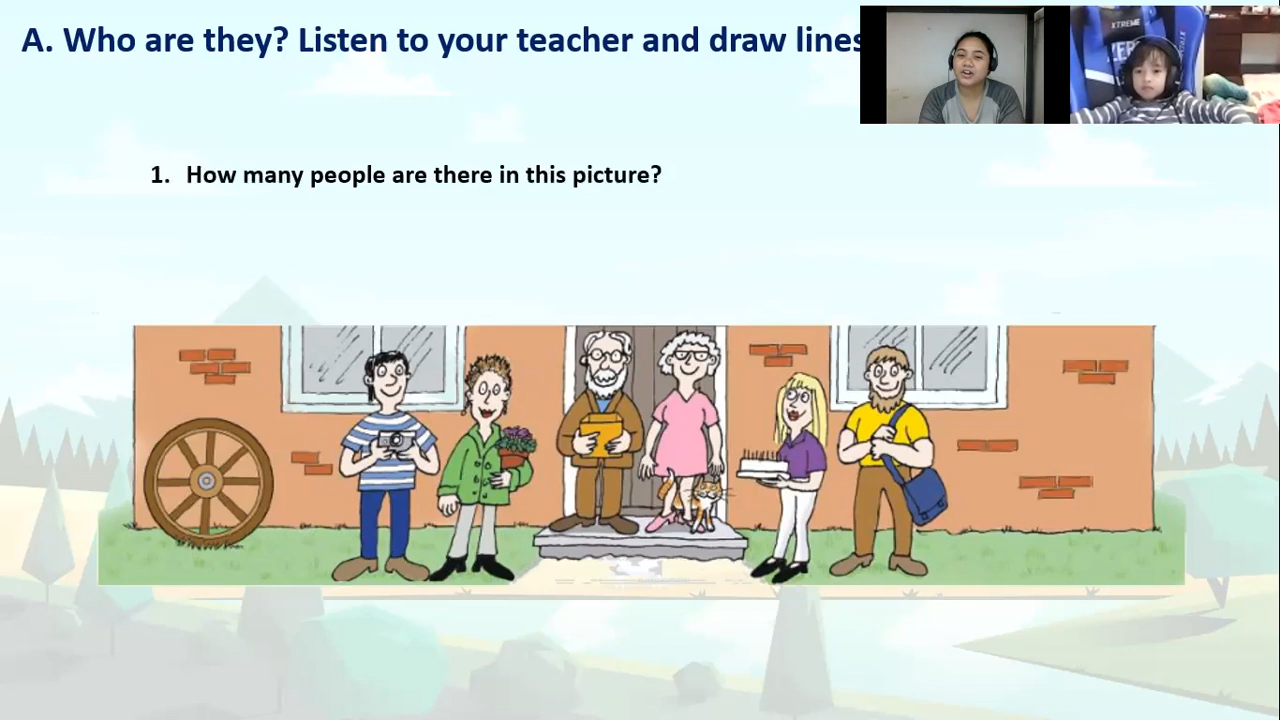 A. Who are they? Listen to your teacher and draw lines
XTREME
1. How many people are there in this picture?